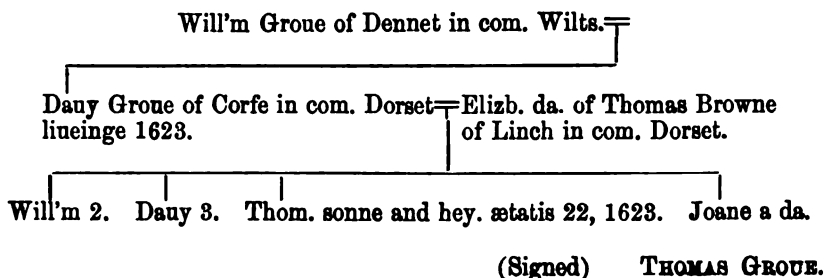 Will'm Groue of Dennet in com. Wilts.
Dauy Groue of Corfe in com. Dorset Elizb. da. of Thomas Browne
liueinge 1623. of Linch in com. Dorset.
Will'm 2. Dauy 3. Thom. sonne and hey. ætatis 22, 1623. Joane a da.
(Signed) THOMAS GROUE.